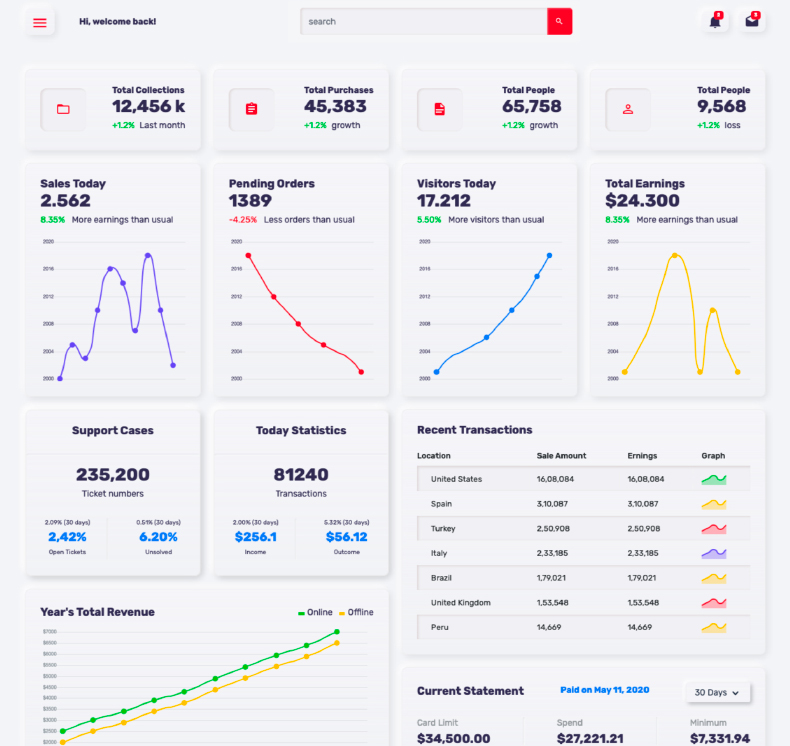 Hi, welcome back!
search
3
3
Total Collections
12,456 k
+1.2% Last month
Total Purchases
45,383
+1.2% growth
Total People
65,758
+1.2% growth
Total People
9,568
+1.2% loss
Sales Today
2.562
8.35% More earnings than usual
2020
2016
2012
2008
2004
2000
Pending Orders
1389
-4.25% Less orders than usual
2020
2016
2012
2008
2004
2000
Visitors Today
17.212
5.50% More visitors than usual
2020
2016
2012
2008
2004
2000
Total Earnings
$24.300
8.35% More earnings than usual
2020
2016
2012
2008
2004
2000
Support Cases
235,200
Ticket numbers
2.09% (30 days)
2,42%
Open Tickets
0.51% (30 days)
6.20%
Unsolved
Today Statistics
81240
Transactions
2.00% (30 days)
$256.1
Income
5.32% (30 days)
$56.12
Outcome
Recent Transactions
Location Sale Amount Ernings Graph
United States 16,08,084 16,08,084
Spain 3,10,087 3,10,087
Turkey 2,50,908 2,50,908
Italy 2,33,185 2,33,185
Brazil 1,79,021 1,79,021
United Kingdom 1,53,548 1,53,548
Peru 14,669 14,669
Year's Total Revenue
Online Offline
$7000
$6500
$6000
$5500
$5000
$4500
$4000
$3500
$3000
$2500
$2000
Current Statement Paid on May 11, 2020 30 Days
Card Limit Spend Minimum
$34,500.00 $27,221.21 $7,331.94